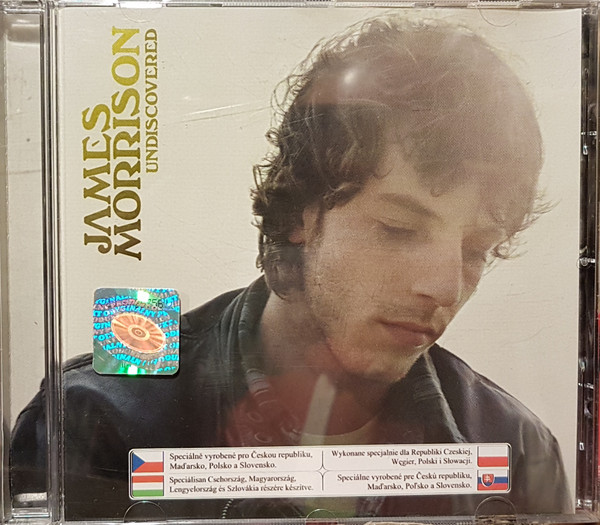 JAMES
MORRISON
UNDISCOVERED
ORYGINALNY
Speciálně vyrobené pro Českou republiku,
Maďarsko, Polsko a Slovensko.
Wykonane specjalnie dla Republiki Czeskiej,
Węgier, Polski i Słowacji.
Speciálisan Csehország, Magyarország,
Lengyelország és Szlovákia részére készítve.
Speciálne vyrobené pre Českú republiku,
Maďarsko, Poľsko a Slovensko.